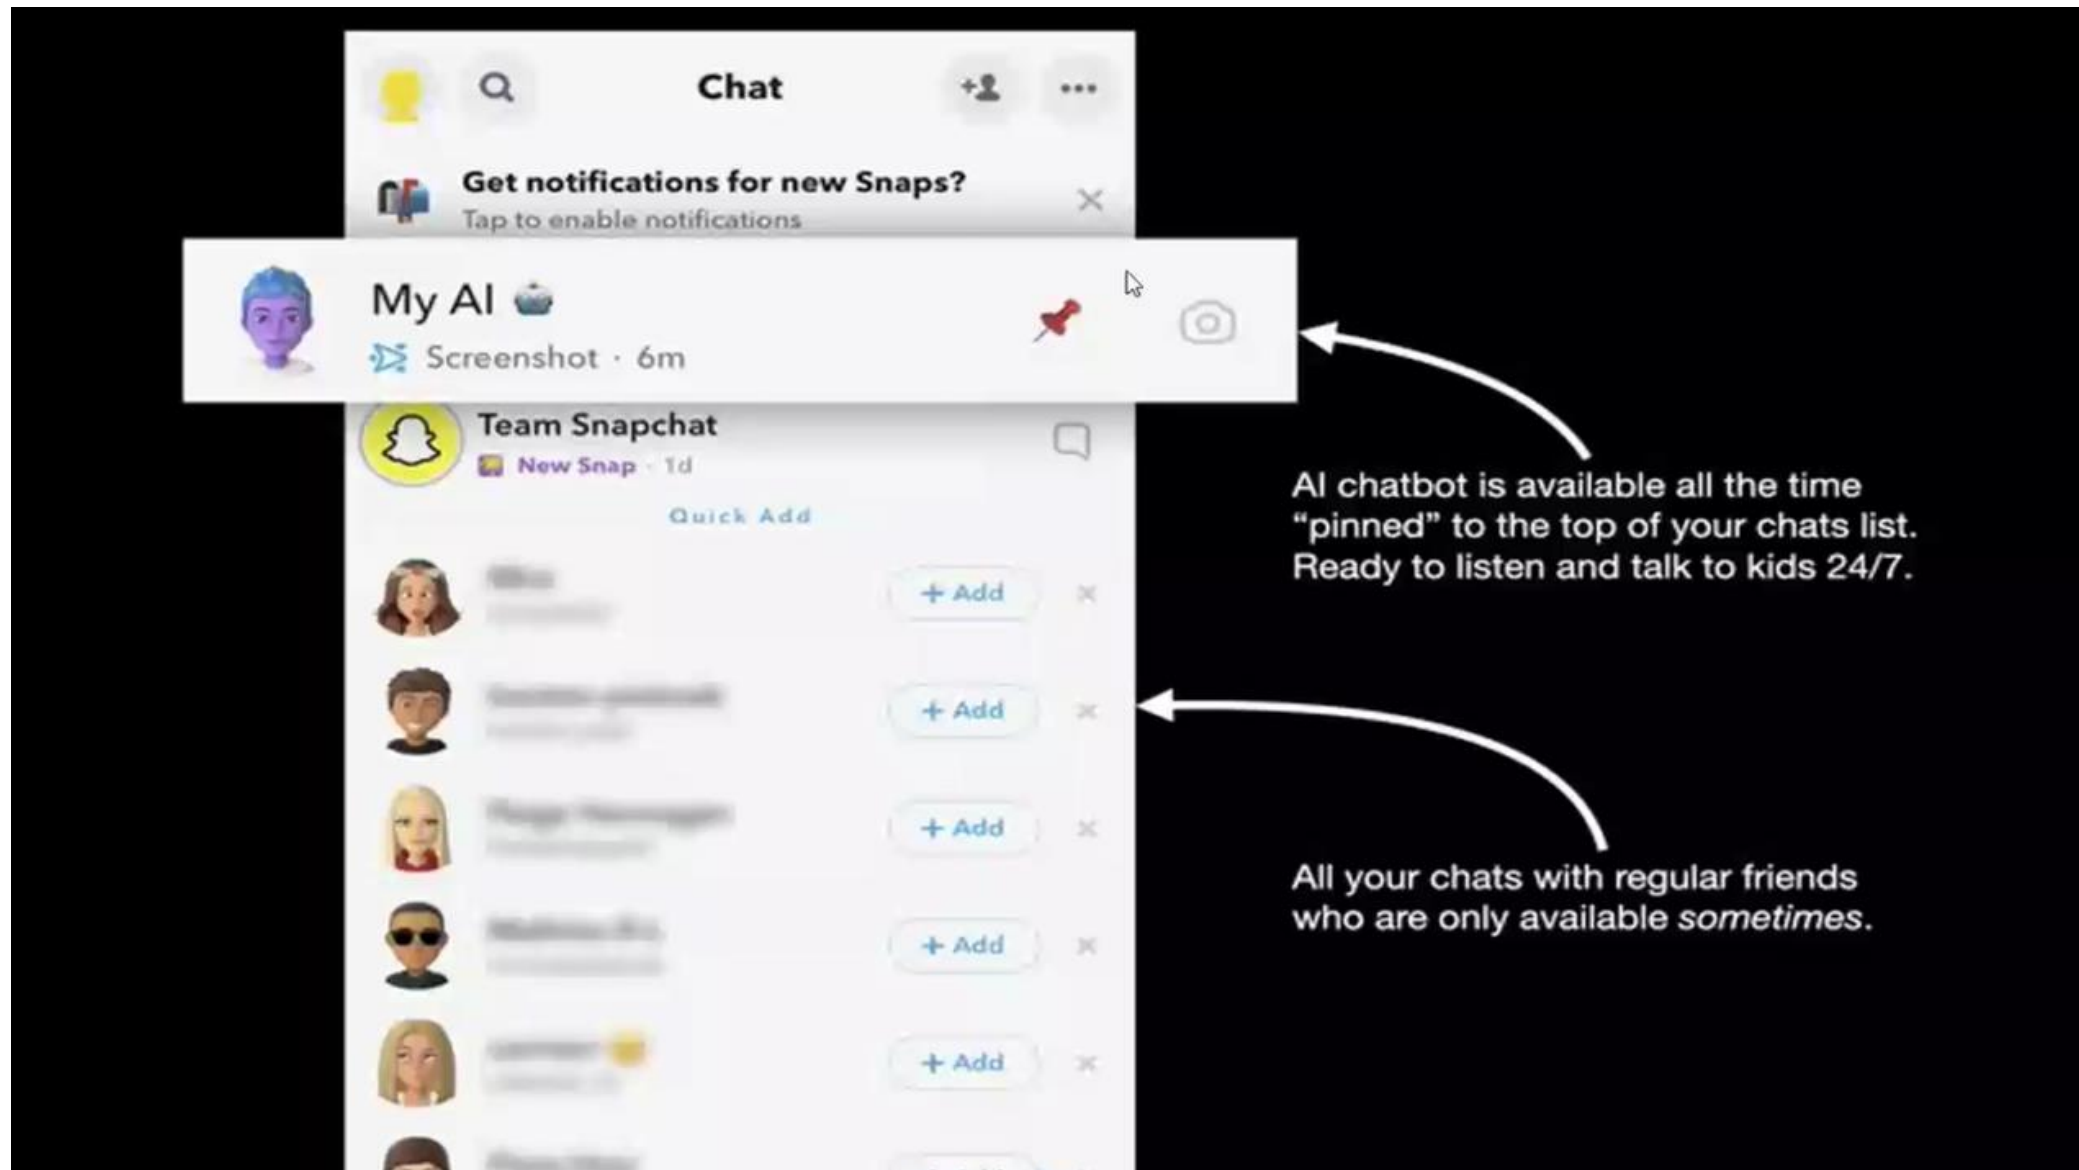 Chat
Get notifications for new Snaps?
Tap to enable notifications
My AI
Screenshot · 6m
Team Snapchat
New Snap · 1d
Quick Add
+ Add
+ Add
+ Add
+ Add
+ Add
AI chatbot is available all the time
“pinned” to the top of your chats list.
Ready to listen and talk to kids 24/7.
All your chats with regular friends
who are only available sometimes.